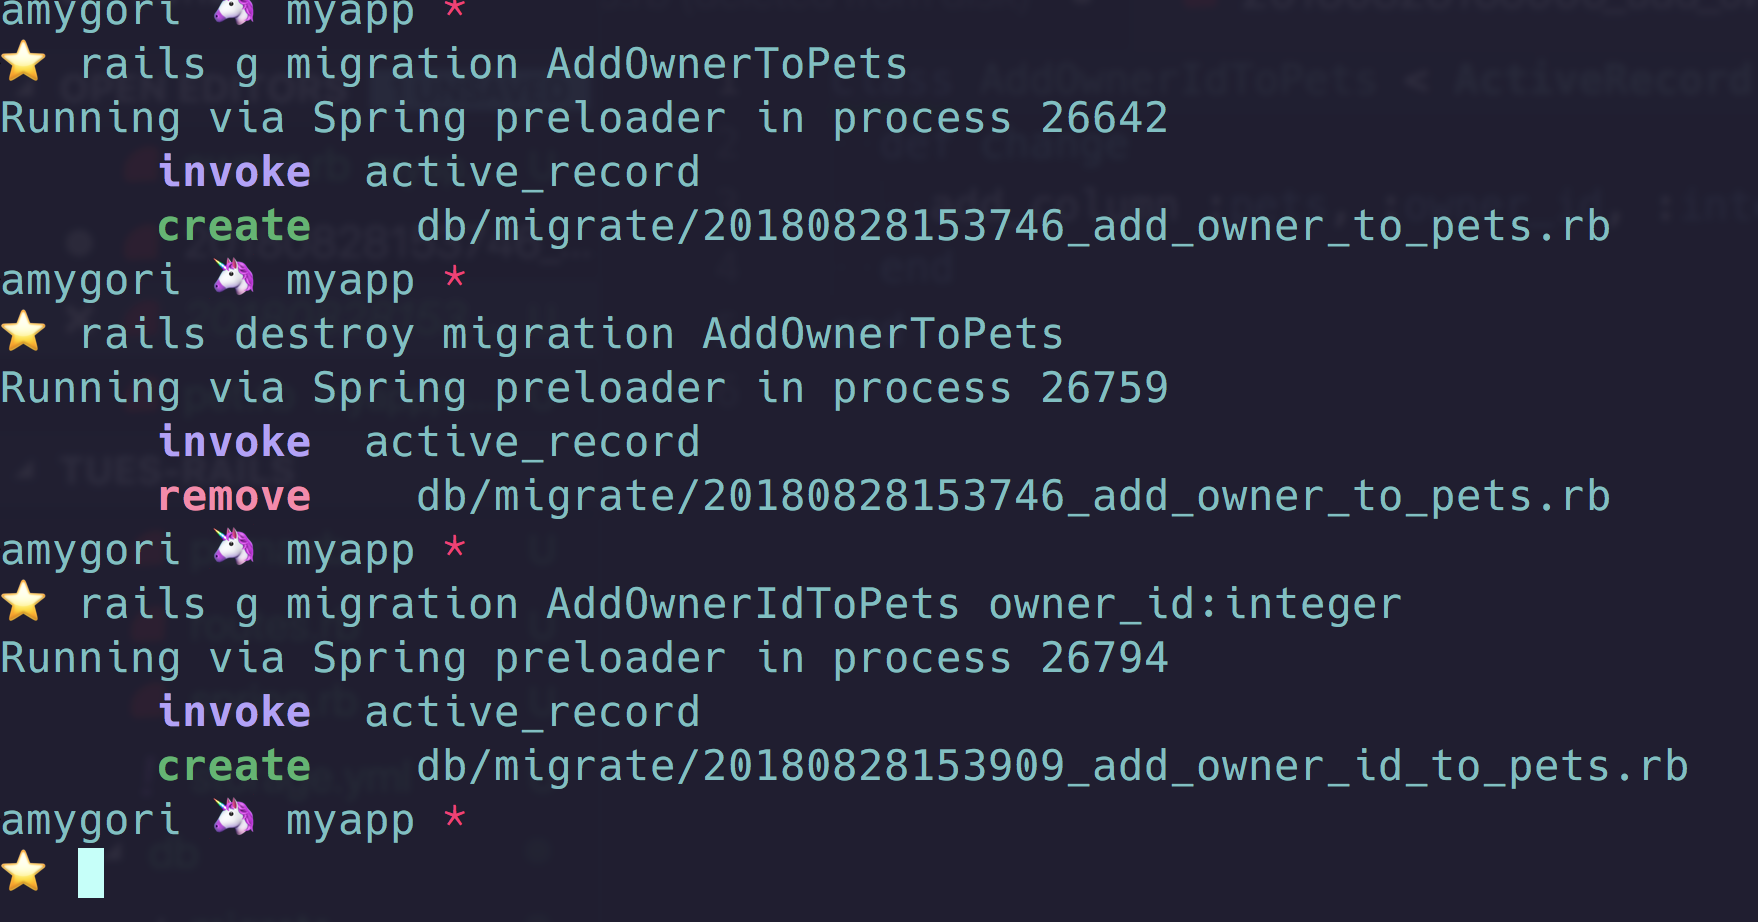 amygori 🦄 myapp *
⭐ rails g migration AddOwnerToPets
Running via Spring preloader in process 26642
invoke active_record
create db/migrate/20180828153746_add_owner_to_pets.rb
amygori 🦄 myapp *
⭐ rails destroy migration AddOwnerToPets
Running via Spring preloader in process 26759
invoke active_record
remove db/migrate/20180828153746_add_owner_to_pets.rb
amygori 🦄 myapp *
⭐ rails g migration AddOwnerIdToPets owner_id:integer
Running via Spring preloader in process 26794
invoke active_record
create db/migrate/20180828153909_add_owner_id_to_pets.rb
amygori 🦄 myapp *
⭐